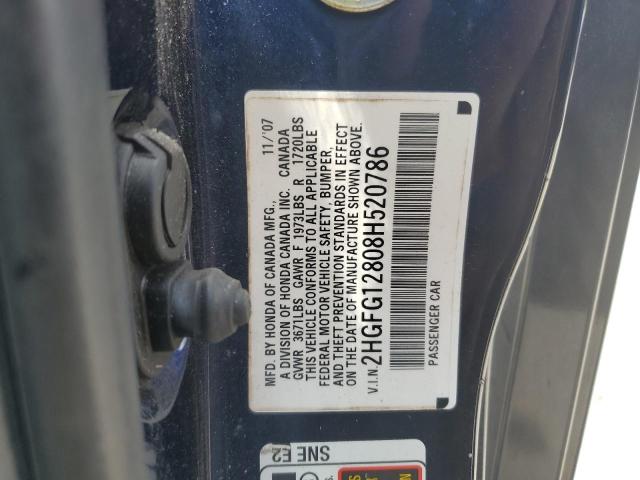 MFD. BY HONDA OF CANADA MFG., 11/'07
A DIVISION OF HONDA CANADA INC. CANADA
GVWR 3671LBS GAWR F 1973LBS R 1720LBS
THIS VEHICLE CONFORMS TO ALL APPLICABLE
FEDERAL MOTOR VEHICLE SAFETY, BUMPER,
AND THEFT PREVENTION STANDARDS IN EFFECT
ON THE DATE OF MANUFACTURE SHOWN ABOVE.
V.I.N. 2HGFG12808H520786
PASSENGER CAR
SNE E2